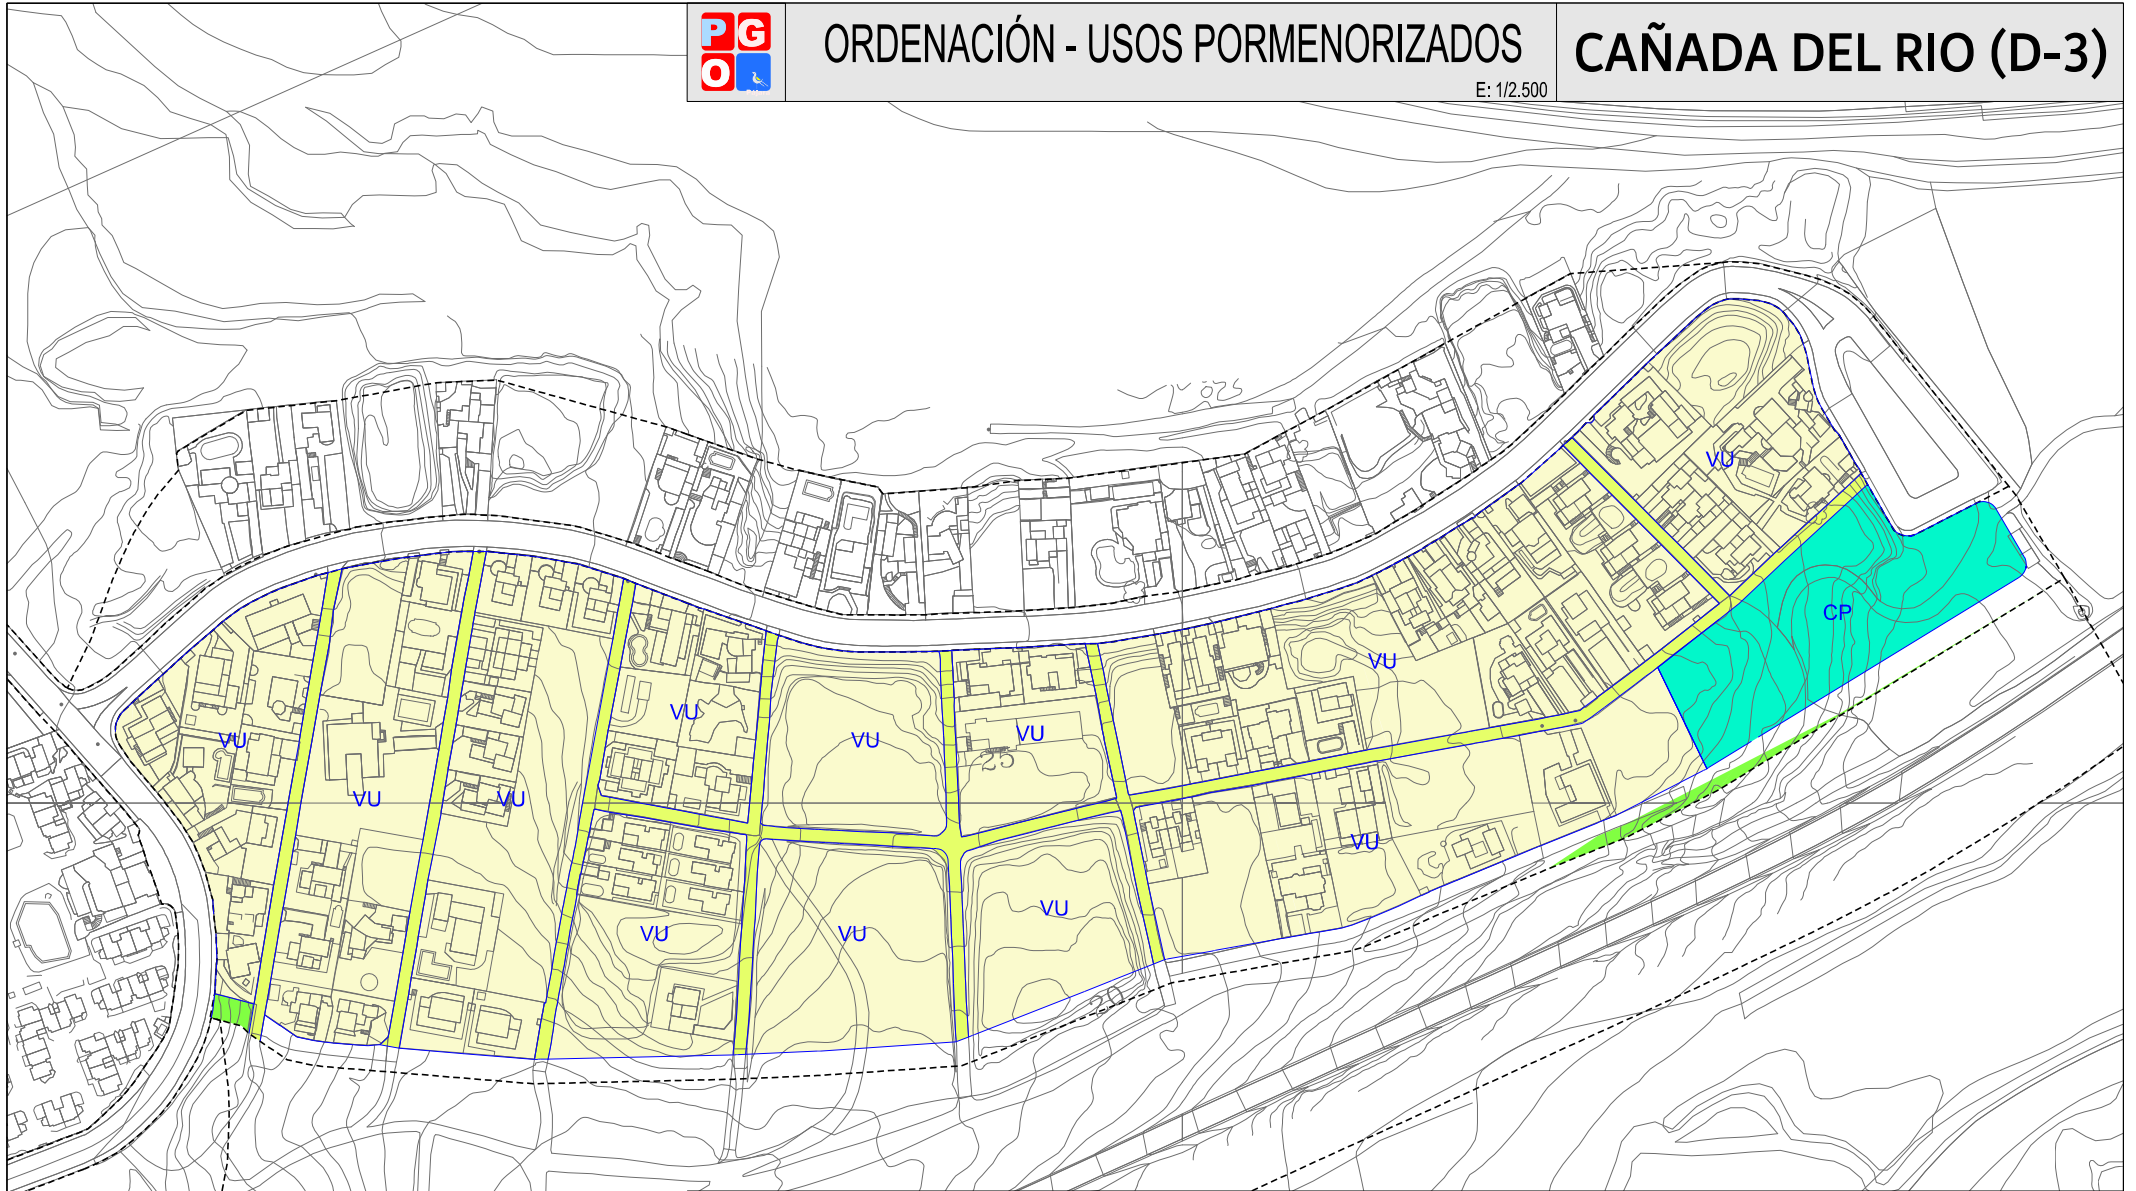 PG
O
ORDENACIÓN - USOS PORMENORIZADOS
E: 1/2.500
CAÑADA DEL RIO (D-3)
VU
CP
VU
VU
VU
VU
VU
25
VU
VU
VU
VU
VU
VU
VU
20